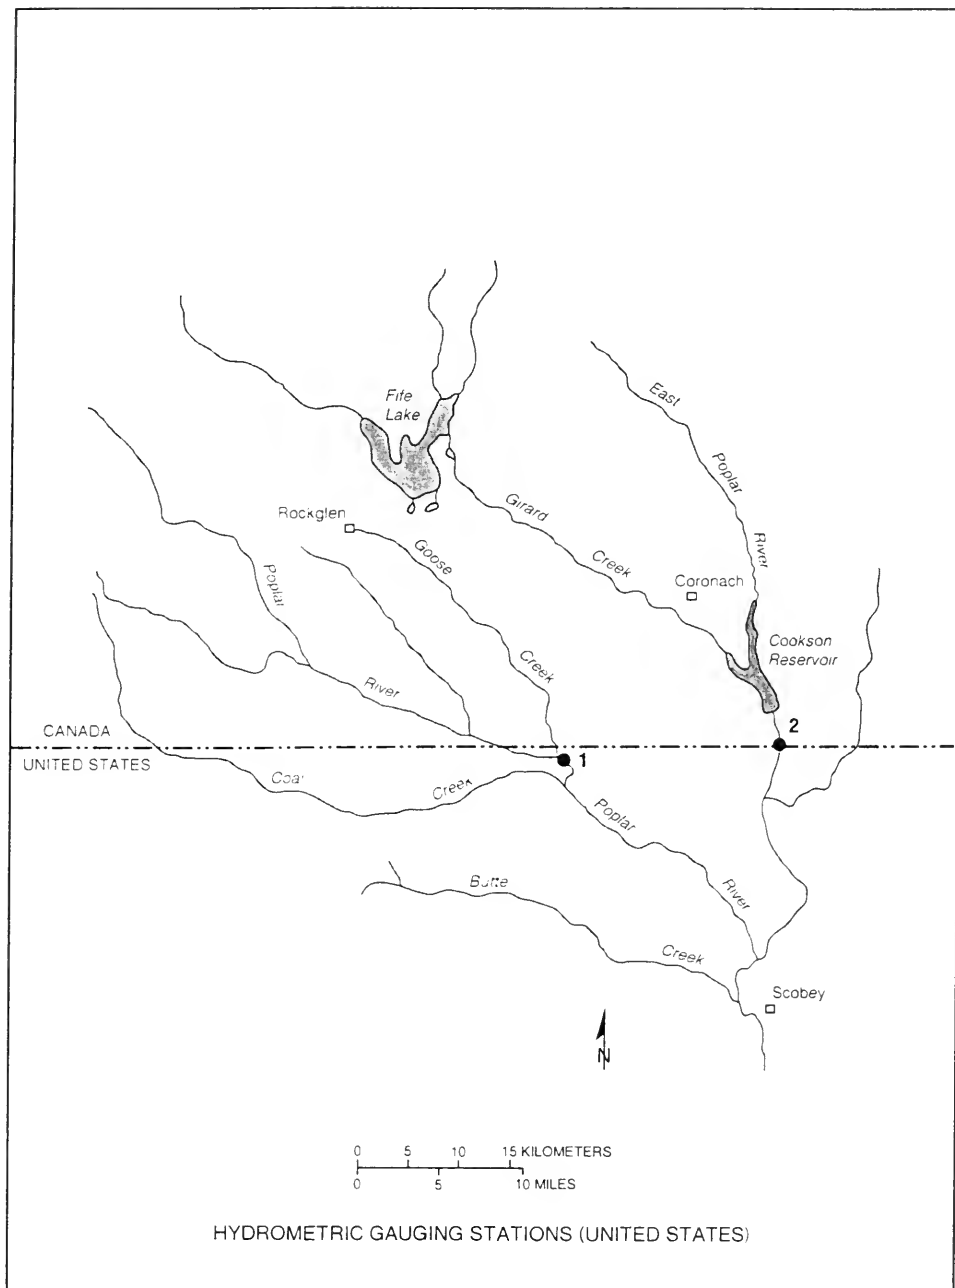 Fife
Lake
East
Poplar
River
Rockglen
Girard
Creek
Goose
Creek
Coronach
Poplar
River
Cookson
Reservoir
CANADA
UNITED STATES
2
1
Coal
Creek
Poplar
River
Butte
Creek
Scobey
N
0 5 10 15 KILOMETERS
0 5 10 MILES
HYDROMETRIC GAUGING STATIONS (UNITED STATES)